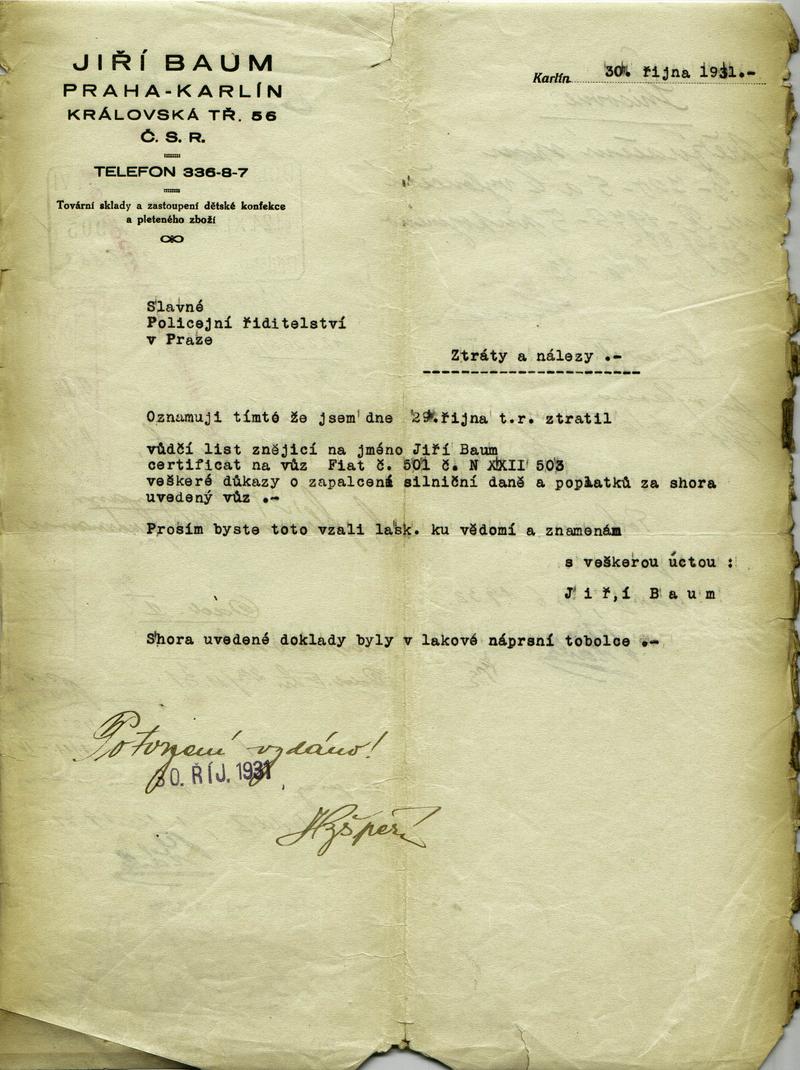 JIŘÍ BAUM
PRAHA-KARLÍN
KRÁLOVSKÁ TŘ. 56
Č. S. R.
TELEFON 336-8-7
Tovární sklady a zastoupení dětské konfekce
a pleteného zboží
Karlín 30. října 1931.-
Slavné
Policejní řiditelství
v Praze
Ztráty a nálezy .-
Oznamuji tímto že jsem dne 29.října t.r. ztratil
vůdčí list znějicí na jméno Jiří Baum
certificat na vůz Fiat č. 501 č. N XXII 503
veškeré důkazy o zapalcení silniční daně a poplatků za shora
uvedený vůz .-
Prosím byste toto vzali lask. ku vědomí a znamenám
s veškerou úctou :
J i ř,í B a u m
Shora uvedené doklady byly v lakové náprsní tobolce .-
Potvrzení vydáno!
30. ŘÍJ. 1931